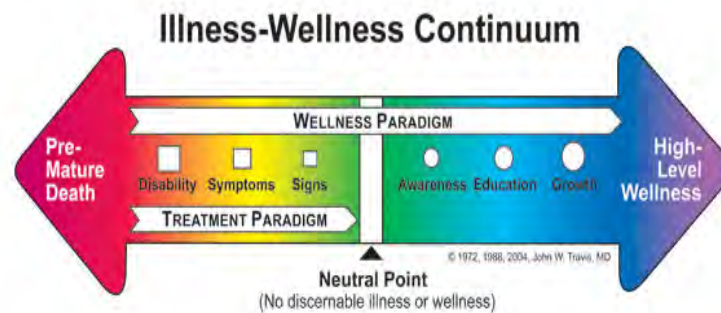 Illness-Wellness Continuum
WELLNESS PARADIGM
Pre-
Mature
Death
Disability Symptoms Signs
Awareness Education Growth
High-
Level
Wellness
TREATMENT PARADIGM
© 1972, 1988, 2004, John W. Travis, MD
Neutral Point
(No discernable illness or wellness)